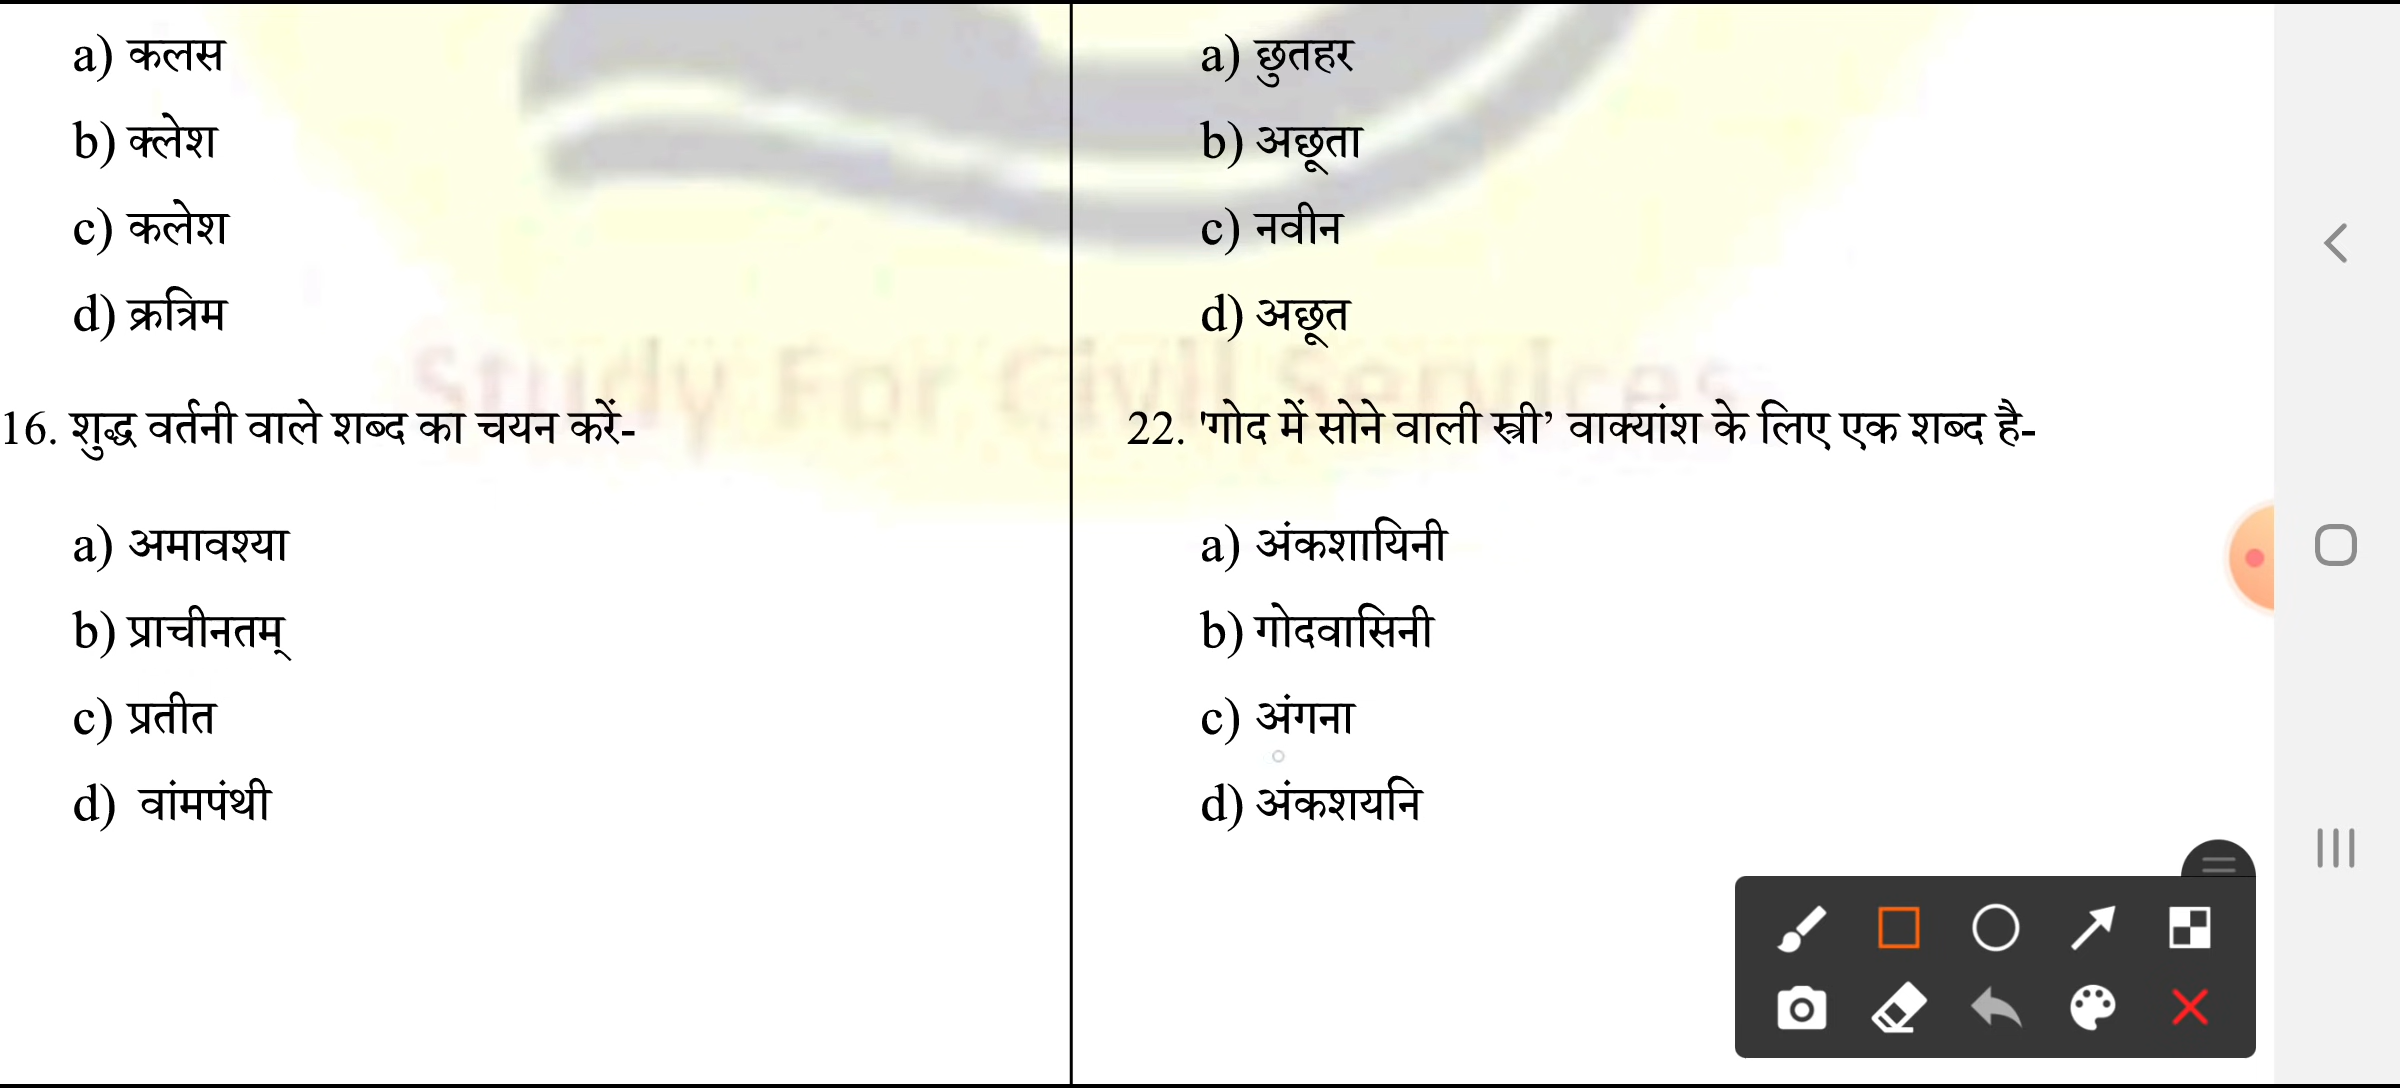 a) कलस
b) क्लेश
c) कलेश
d) क्रत्रिम
16. शुद्ध वर्तनी वाले शब्द का चयन करें-
a) अमावश्या
b) प्राचीनतम्
c) प्रतीत
d) वांमपंथी
a) छुतहर
b) अछूता
c) नवीन
d) अछूत
22. 'गोद में सोने वाली स्त्री’ वाक्यांश के लिए एक शब्द है-
a) अंकशायिनी
b) गोदवासिनी
c) अंगना
d) अंकशयनि
Study For Civil Services